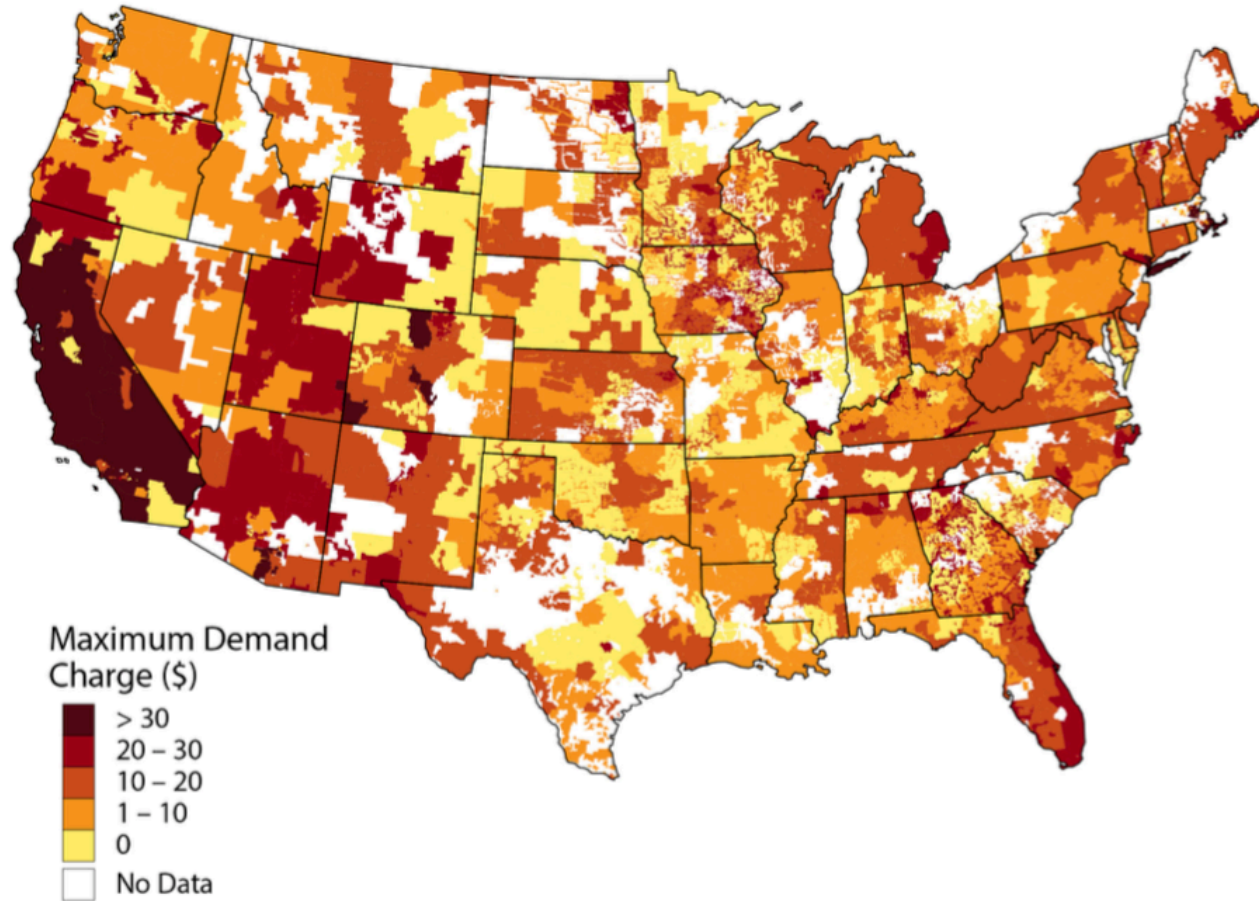 Maximum Demand
Charge ($)
> 30
20 – 30
10 – 20
1 – 10
0
No Data